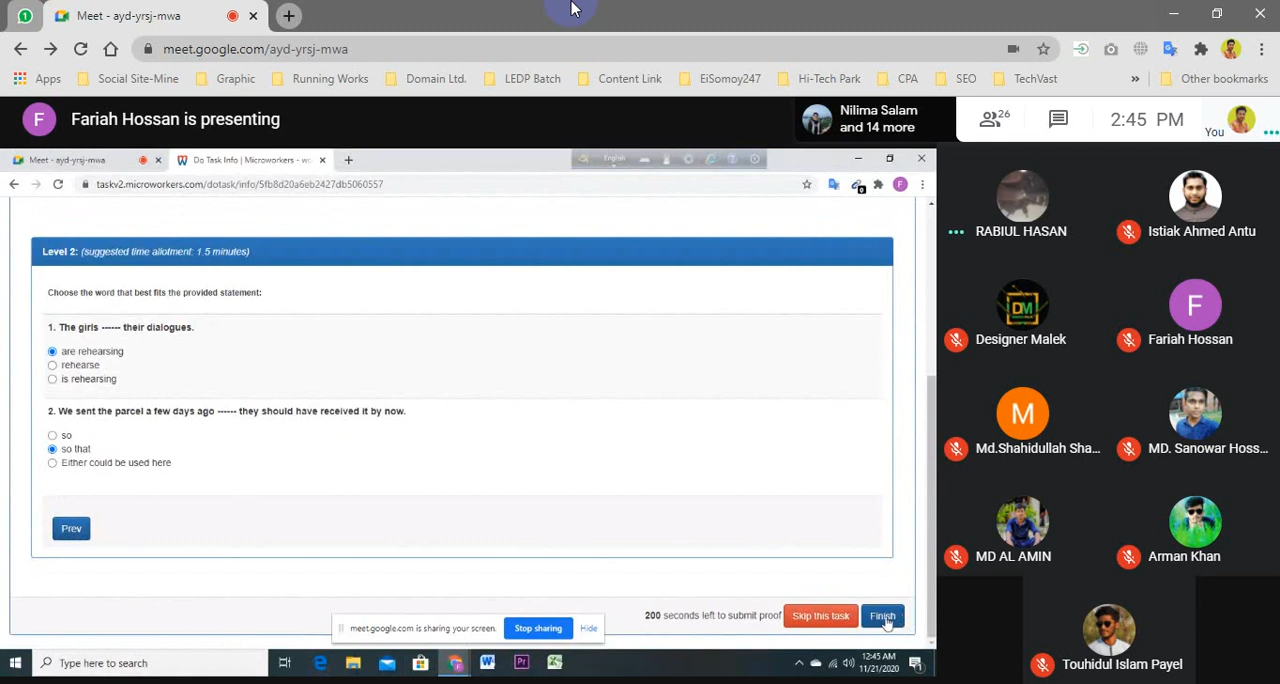 Meet - ayd-yrsj-mwa
meet.google.com/ayd-yrsj-mwa
Apps Social Site-Mine Graphic Running Works Domain Ltd. LEDP Batch Content Link EiSomoy247 Hi-Tech Park CPA SEO TechVast » Other bookmarks
F Fariah Hossan is presenting
Nilima Salam
and 14 more
26
2:45 PM
You
Meet - ayd-yrsj-mwa
Do Task Info | Microworkers - wo
English
taskv2.microworkers.com/dotask/info/5fb8d20a6eb2427db5060557
Level 2: (suggested time allotment: 1.5 minutes)
Choose the word that best fits the provided statement:
1. The girls ------ their dialogues.
are rehearsing
rehearse
is rehearsing
2. We sent the parcel a few days ago ------ they should have received it by now.
so
so that
Either could be used here
Prev
200 seconds left to submit proof
Skip this task
Finish
meet.google.com is sharing your screen.
Stop sharing
Hide
Type here to search
12:45 AM
11/21/2020
RABIUL HASAN
Istiak Ahmed Antu
DM
Designer Malek
F
Fariah Hossan
M
Md.Shahidullah Sha...
MD. Sanowar Hoss...
MD AL AMIN
Arman Khan
Touhidul Islam Payel